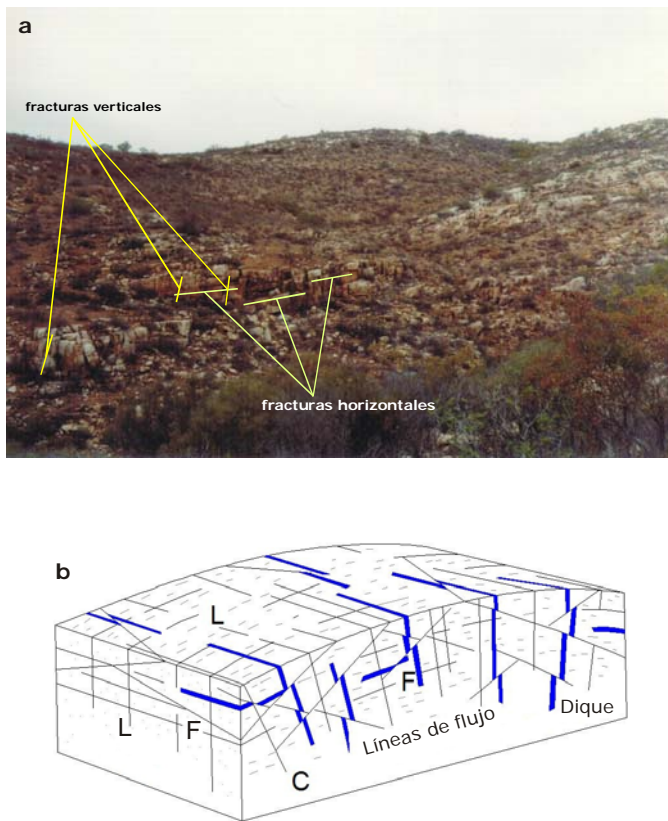 a
fracturas verticales
fracturas horizontales
b
L
F
L
F
Líneas de flujo
Dique
C